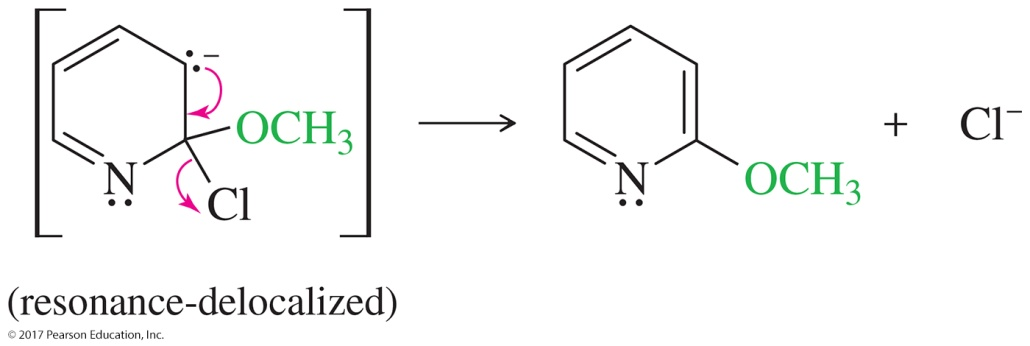 OCH₃
N
Cl
N
OCH₃
+ Cl⁻
(resonance-delocalized)
© 2017 Pearson Education, Inc.